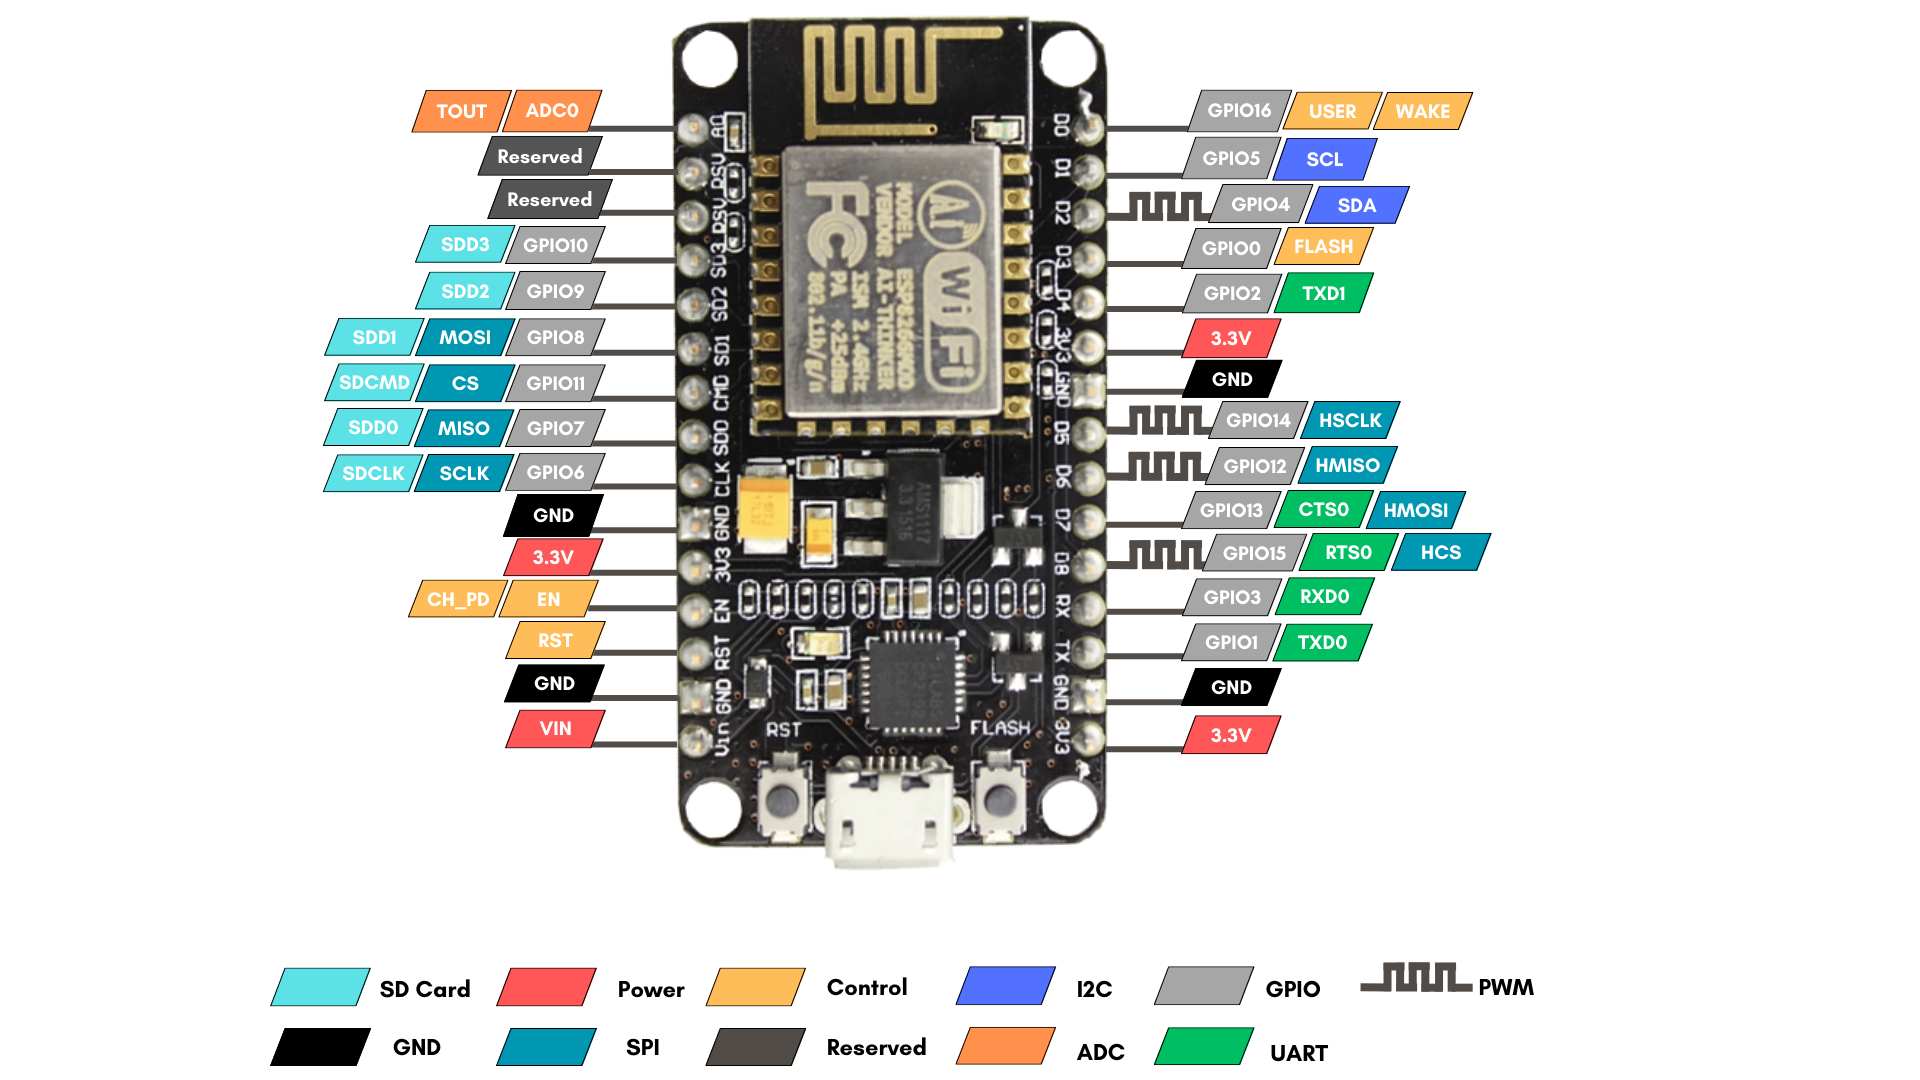 TOUT ADC0
Reserved
Reserved
SDD3 GPIO10
SDD2 GPIO9
SDD1 MOSI GPIO8
SDCMD CS GPIO11
SDD0 MISO GPIO7
SDCLK SCLK GPIO6
GND
3.3V
CH_PD EN
RST
GND
VIN
A0
RSV
RSV
SD3
SD2
SD1
CMD
SD0
CLK
GND
3V3
EN
RST
GND
Vin
Ai
WiFi
FC
MODEL ESP8266MOD
VENDOR AI-THINKER
ISM 2.4GHz
PA +25dBm
802.11b/g/n
AMS1117
RST
FLASH
D0
D1
D2
D3
D4
3V3
GND
D5
D6
D7
D8
RX
TX
GND
3V3
GPIO16 USER WAKE
GPIO5 SCL
GPIO4 SDA
GPIO0 FLASH
GPIO2 TXD1
3.3V
GND
GPIO14 HSCLK
GPIO12 HMISO
GPIO13 CTS0 HMOSI
GPIO15 RTS0 HCS
GPIO3 RXD0
GPIO1 TXD0
GND
3.3V
SD Card Power Control I2C GPIO PWM
GND SPI Reserved ADC UART